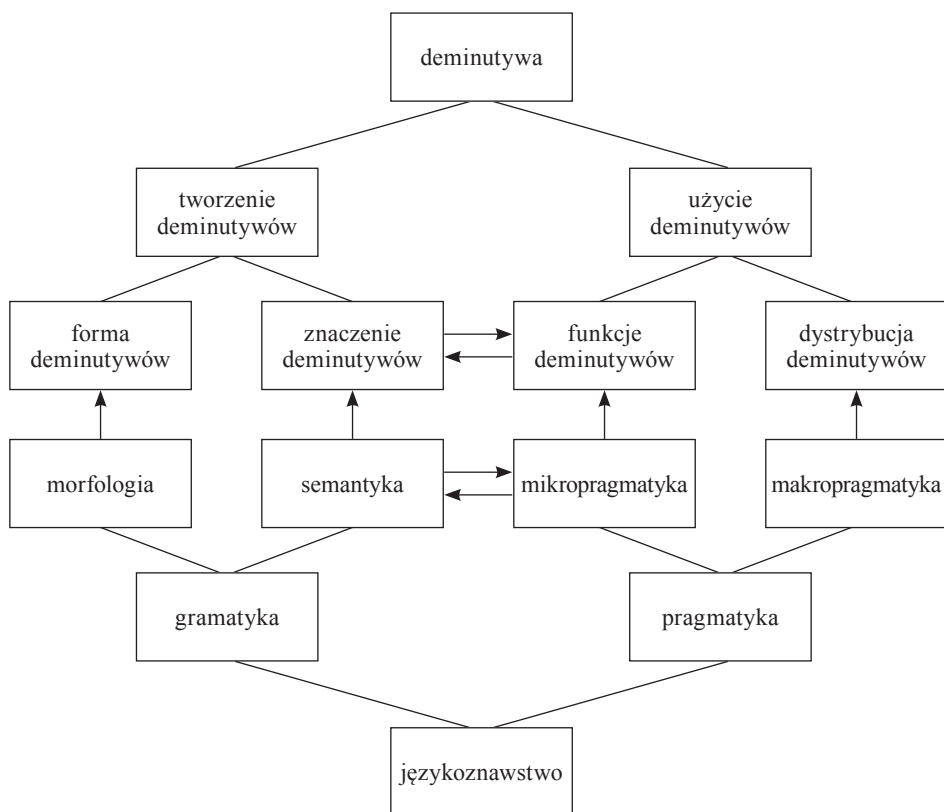 deminutywa
tworzenie
deminutywów
użycie
deminutywów
forma
deminutywów
znaczenie
deminutywów
funkcje
deminutywów
dystrybucja
deminutywów
morfologia
semantyka
mikropragmatyka
makropragmatyka
gramatyka
pragmatyka
językoznawstwo